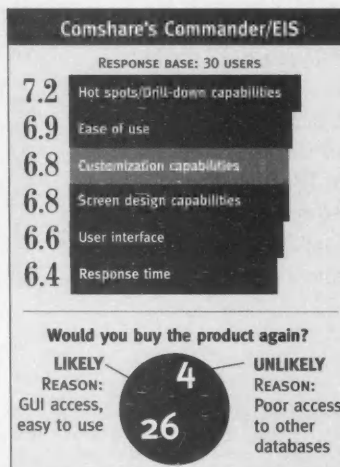 Comshare's Commander/EIS
RESPONSE BASE: 30 USERS
7.2 Hot spots/Drill-down capabilities
6.9 Ease of use
6.8 Customization capabilities
6.8 Screen design capabilities
6.6 User interface
6.4 Response time
Would you buy the product again?
LIKELY
REASON:
GUI access,
easy to use
4
26
UNLIKELY
REASON:
Poor access
to other
databases